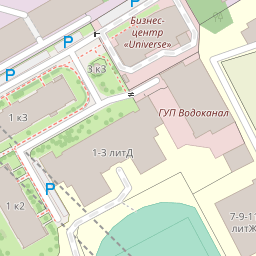 Бизнес-
центр
«Universe»
P
P
3 к3
1 к3
ГУП Водоканал
1-3 литД
P
1 к2
7-9-11
литЖ